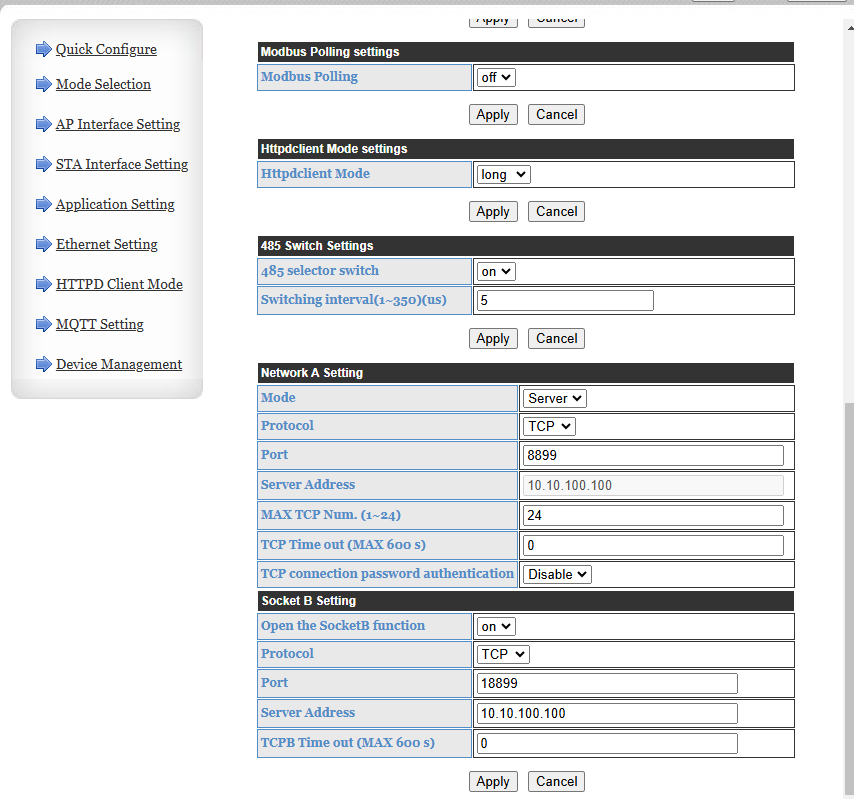 Quick Configure
Mode Selection
AP Interface Setting
STA Interface Setting
Application Setting
Ethernet Setting
HTTPD Client Mode
MQTT Setting
Device Management
Apply Cancel
Modbus Polling settings
Modbus Polling off
Apply Cancel
Httpdclient Mode settings
Httpdclient Mode long
Apply Cancel
485 Switch Settings
485 selector switch on
Switching interval(1~350)(us) 5
Apply Cancel
Network A Setting
Mode Server
Protocol TCP
Port 8899
Server Address 10.10.100.100
MAX TCP Num. (1~24) 24
TCP Time out (MAX 600 s) 0
TCP connection password authentication Disable
Socket B Setting
Open the SocketB function on
Protocol TCP
Port 18899
Server Address 10.10.100.100
TCPB Time out (MAX 600 s) 0
Apply Cancel